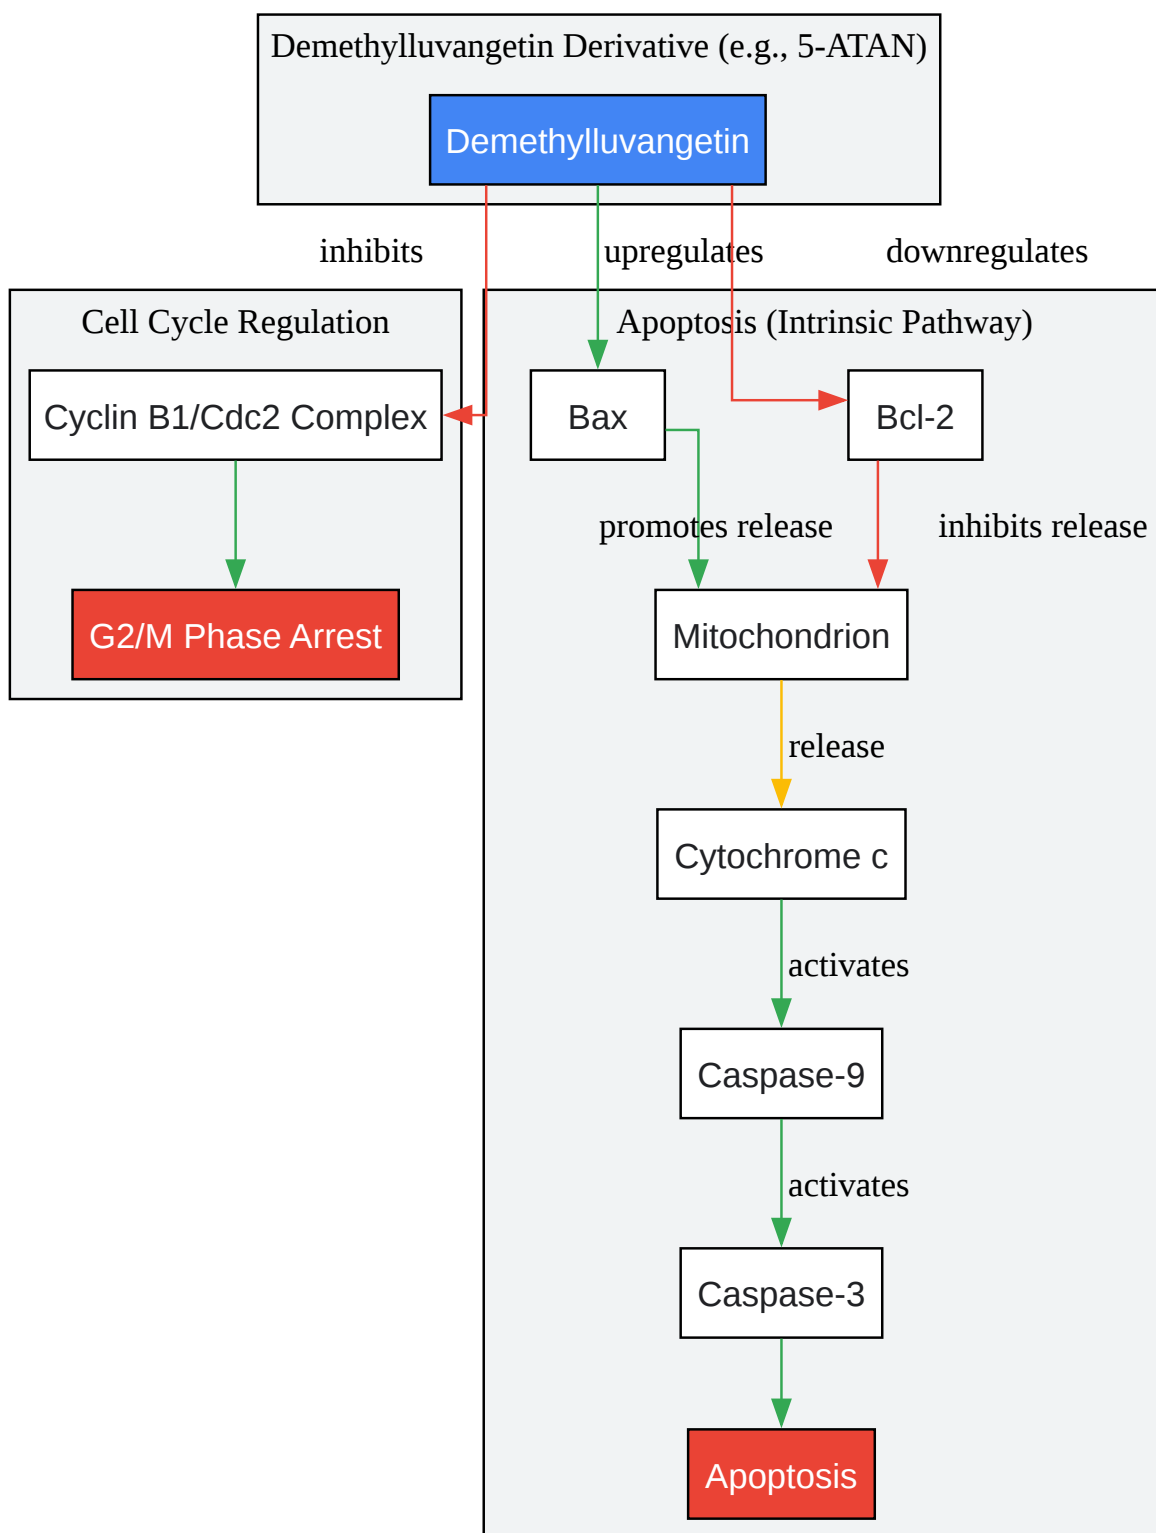 Demethylluvangetin Derivative (e.g., 5-ATAN)
Demethylluvangetin
inhibits
upregulates
downregulates
Cell Cycle Regulation
Apoptosis (Intrinsic Pathway)
Cyclin B1/Cdc2 Complex
Bax
Bcl-2
promotes release
inhibits release
G2/M Phase Arrest
Mitochondrion
release
Cytochrome c
activates
Caspase-9
activates
Caspase-3
Apoptosis